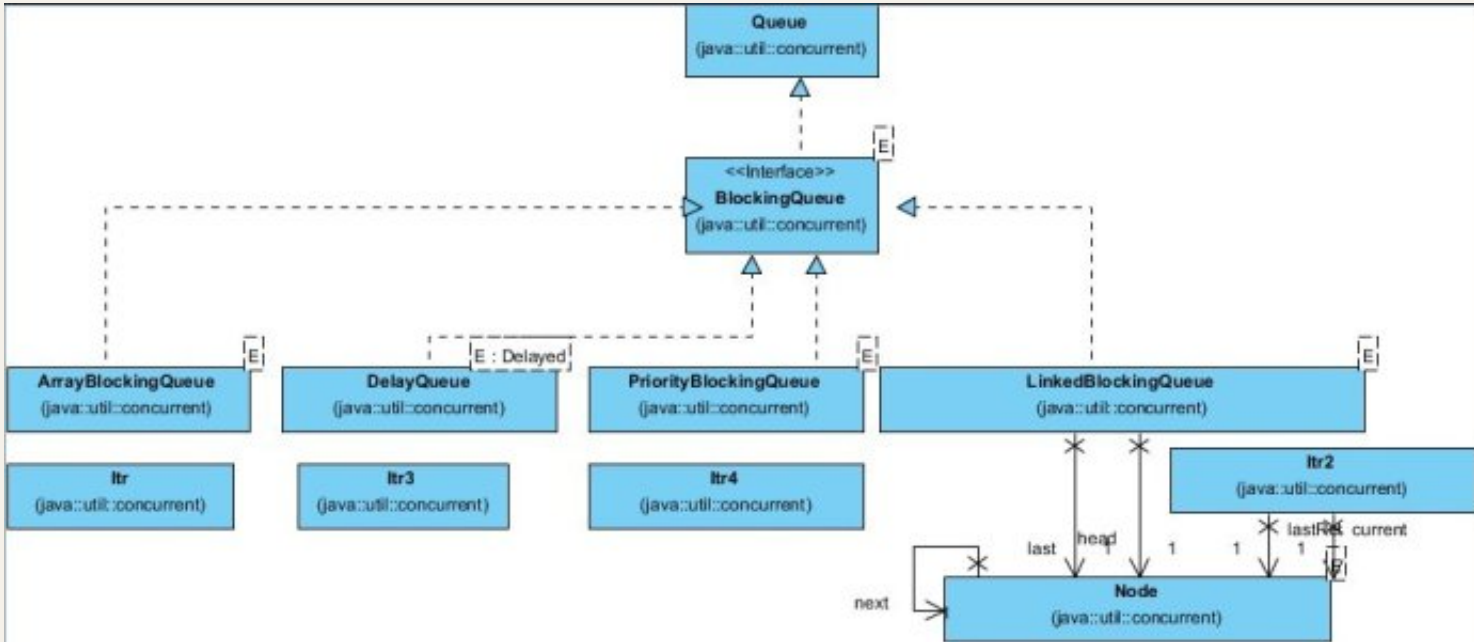 Queue
(java::util::concurrent)
E
<<Interface>>
BlockingQueue
(java::util::concurrent)
E
E : Delayed
E
E
ArrayBlockingQueue
(java::util::concurrent)
DelayQueue
(java::util::concurrent)
PriorityBlockingQueue
(java::util::concurrent)
LinkedBlockingQueue
(java::util::concurrent)
Itr
(java::util::concurrent)
Itr3
(java::util::concurrent)
Itr4
(java::util::concurrent)
Itr2
(java::util::concurrent)
lastRet current
last head 1 1 1 1
next
Node
(java::util::concurrent)